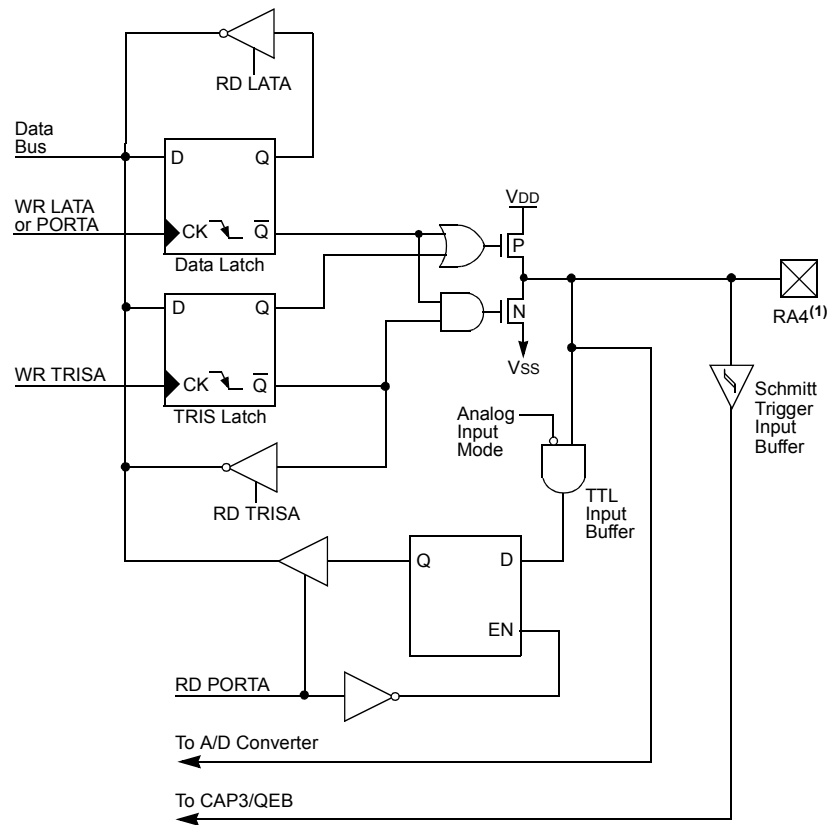 RD LATA
Data
Bus
D
Q
WR LATA
or PORTA
CK
Q
Data Latch
VDD
P
D
Q
N
RA4(1)
WR TRISA
CK
Q
TRIS Latch
VSS
Analog
Input
Mode
Schmitt
Trigger
Input
Buffer
RD TRISA
TTL
Input
Buffer
Q
D
EN
RD PORTA
To A/D Converter
To CAP3/QEB